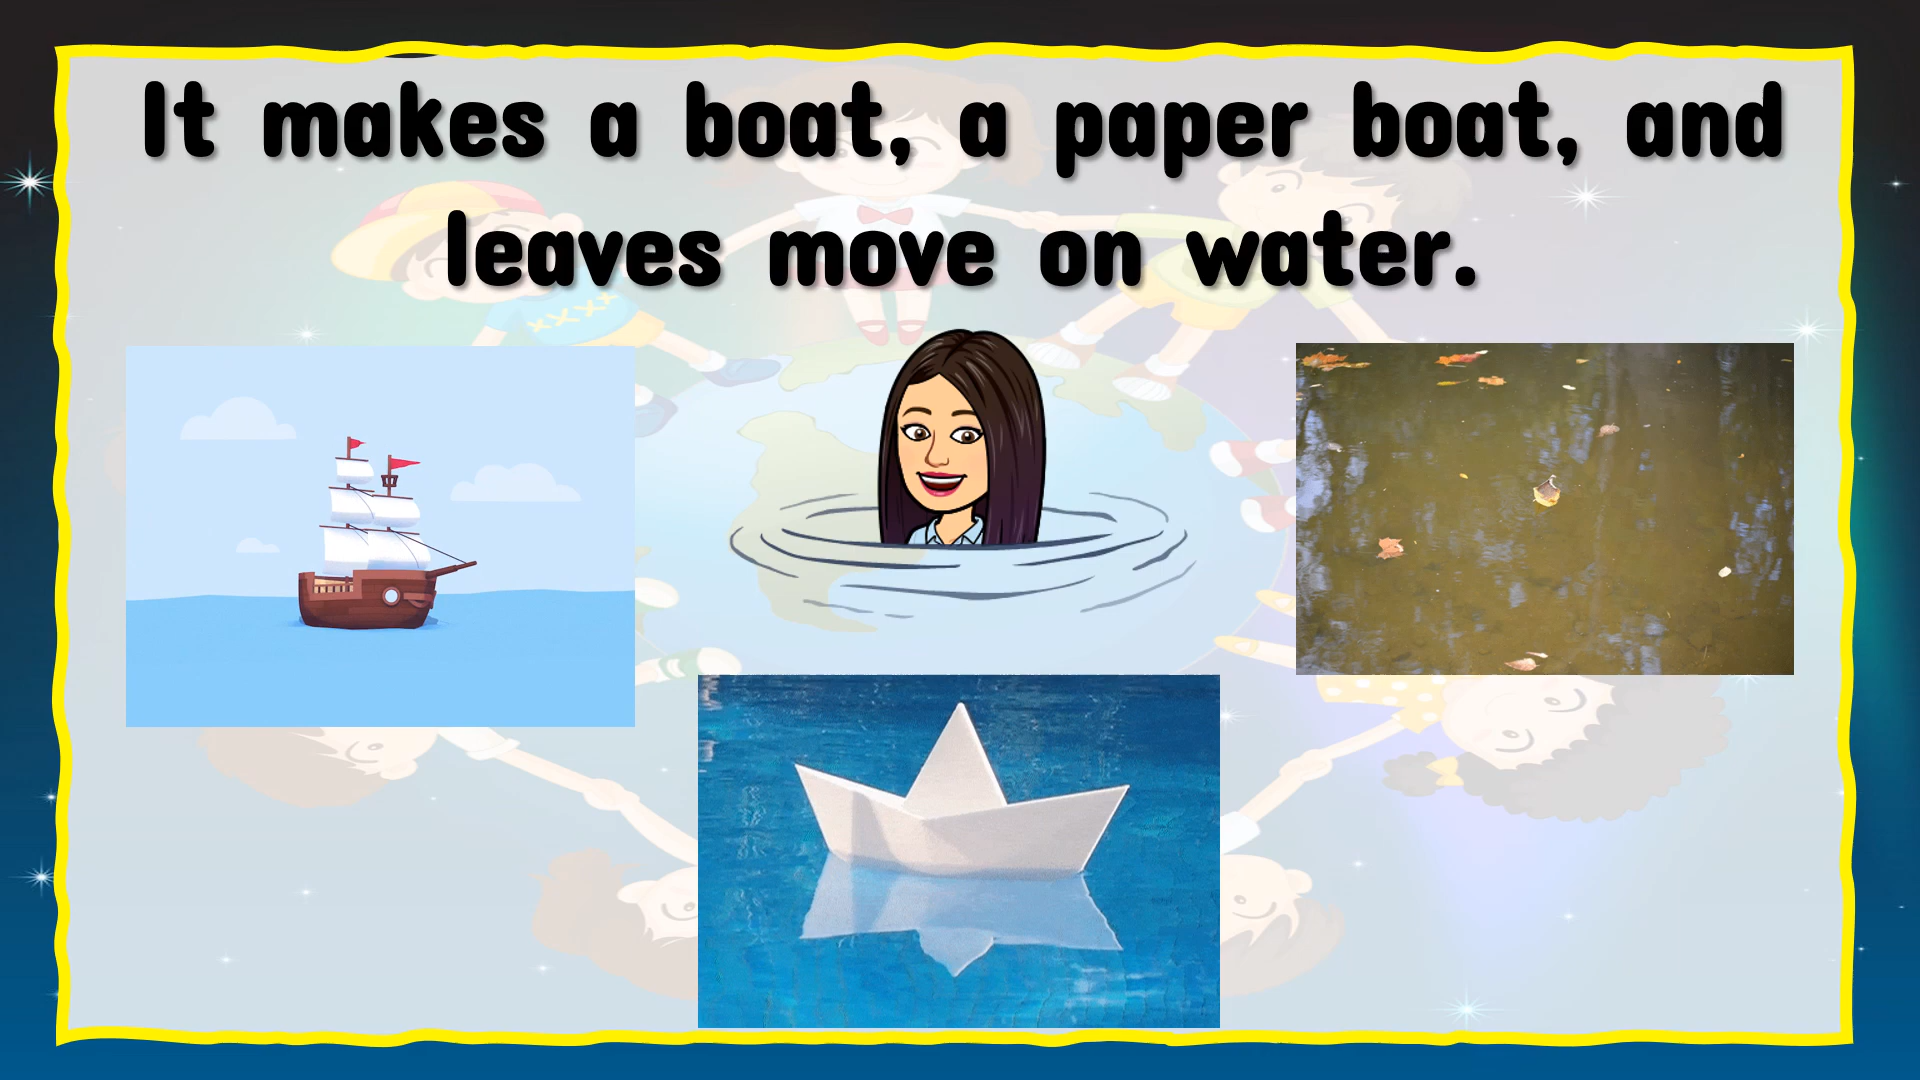 It makes a boat, a paper boat, and
leaves move on water.